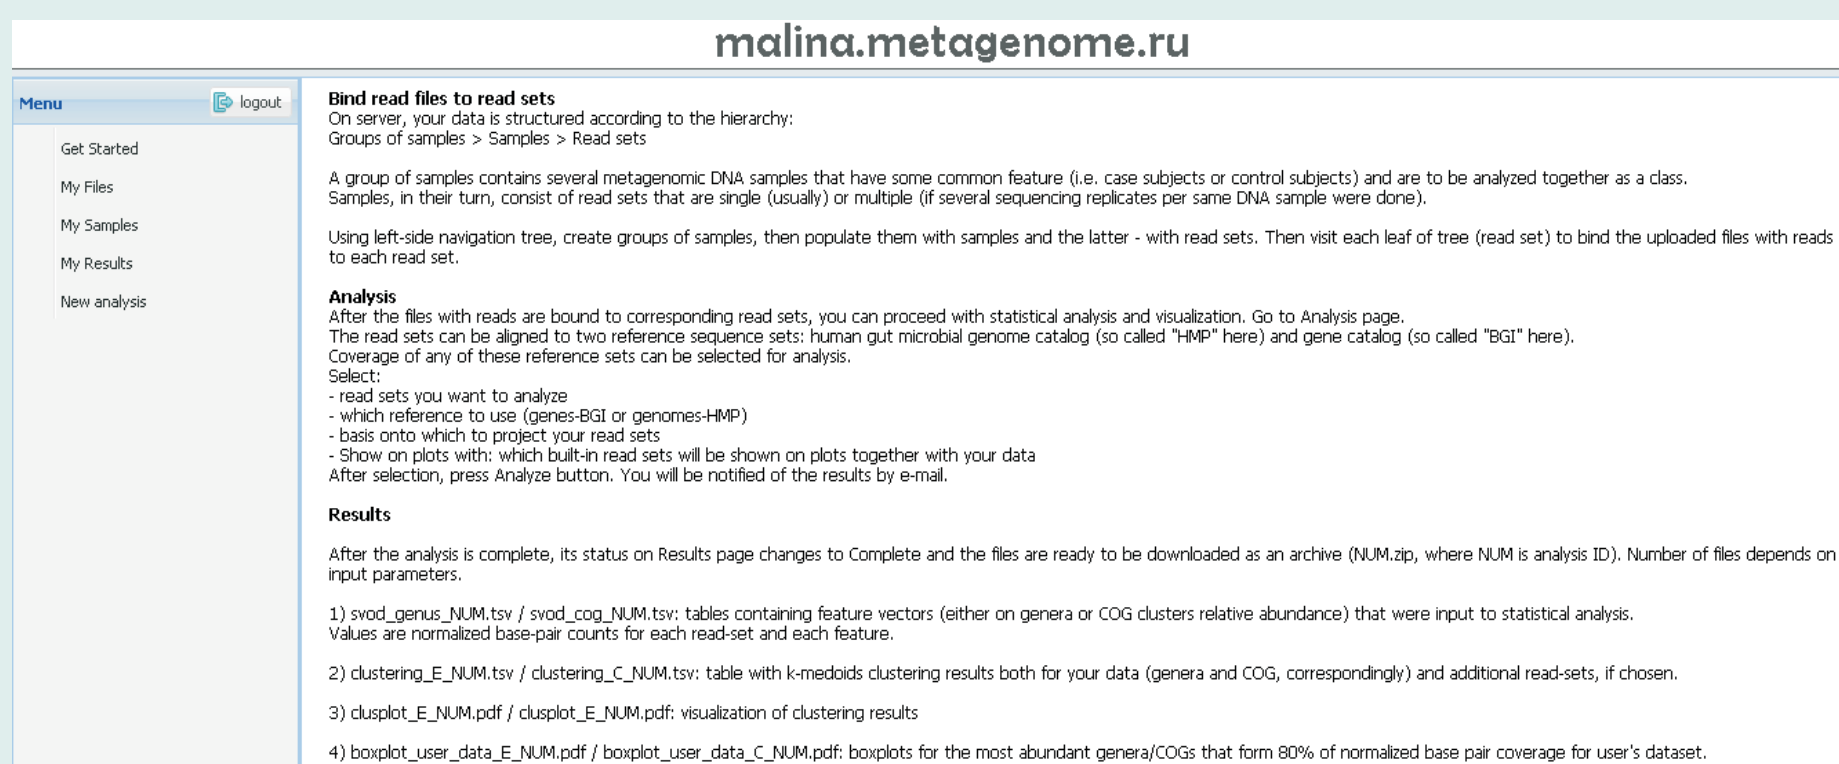 malina.metagenome.ru
Menu
logout
Get Started
My Files
My Samples
My Results
New analysis
Bind read files to read sets
On server, your data is structured according to the hierarchy:
Groups of samples > Samples > Read sets
A group of samples contains several metagenomic DNA samples that have some common feature (i.e. case subjects or control subjects) and are to be analyzed together as a class.
Samples, in their turn, consist of read sets that are single (usually) or multiple (if several sequencing replicates per same DNA sample were done).
Using left-side navigation tree, create groups of samples, then populate them with samples and the latter - with read sets. Then visit each leaf of tree (read set) to bind the uploaded files with reads
to each read set.
Analysis
After the files with reads are bound to corresponding read sets, you can proceed with statistical analysis and visualization. Go to Analysis page.
The read sets can be aligned to two reference sequence sets: human gut microbial genome catalog (so called "HMP" here) and gene catalog (so called "BGI" here).
Coverage of any of these reference sets can be selected for analysis.
Select:
- read sets you want to analyze
- which reference to use (genes-BGI or genomes-HMP)
- basis onto which to project your read sets
- Show on plots with: which built-in read sets will be shown on plots together with your data
After selection, press Analyze button. You will be notified of the results by e-mail.
Results
After the analysis is complete, its status on Results page changes to Complete and the files are ready to be downloaded as an archive (NUM.zip, where NUM is analysis ID). Number of files depends on
input parameters.
1) svod_genus_NUM.tsv / svod_cog_NUM.tsv: tables containing feature vectors (either on genera or COG clusters relative abundance) that were input to statistical analysis.
Values are normalized base-pair counts for each read-set and each feature.
2) clustering_E_NUM.tsv / clustering_C_NUM.tsv: table with k-medoids clustering results both for your data (genera and COG, correspondingly) and additional read-sets, if chosen.
3) clusplot_E_NUM.pdf / clusplot_E_NUM.pdf: visualization of clustering results
4) boxplot_user_data_E_NUM.pdf / boxplot_user_data_C_NUM.pdf: boxplots for the most abundant genera/COGs that form 80% of normalized base pair coverage for user's dataset.